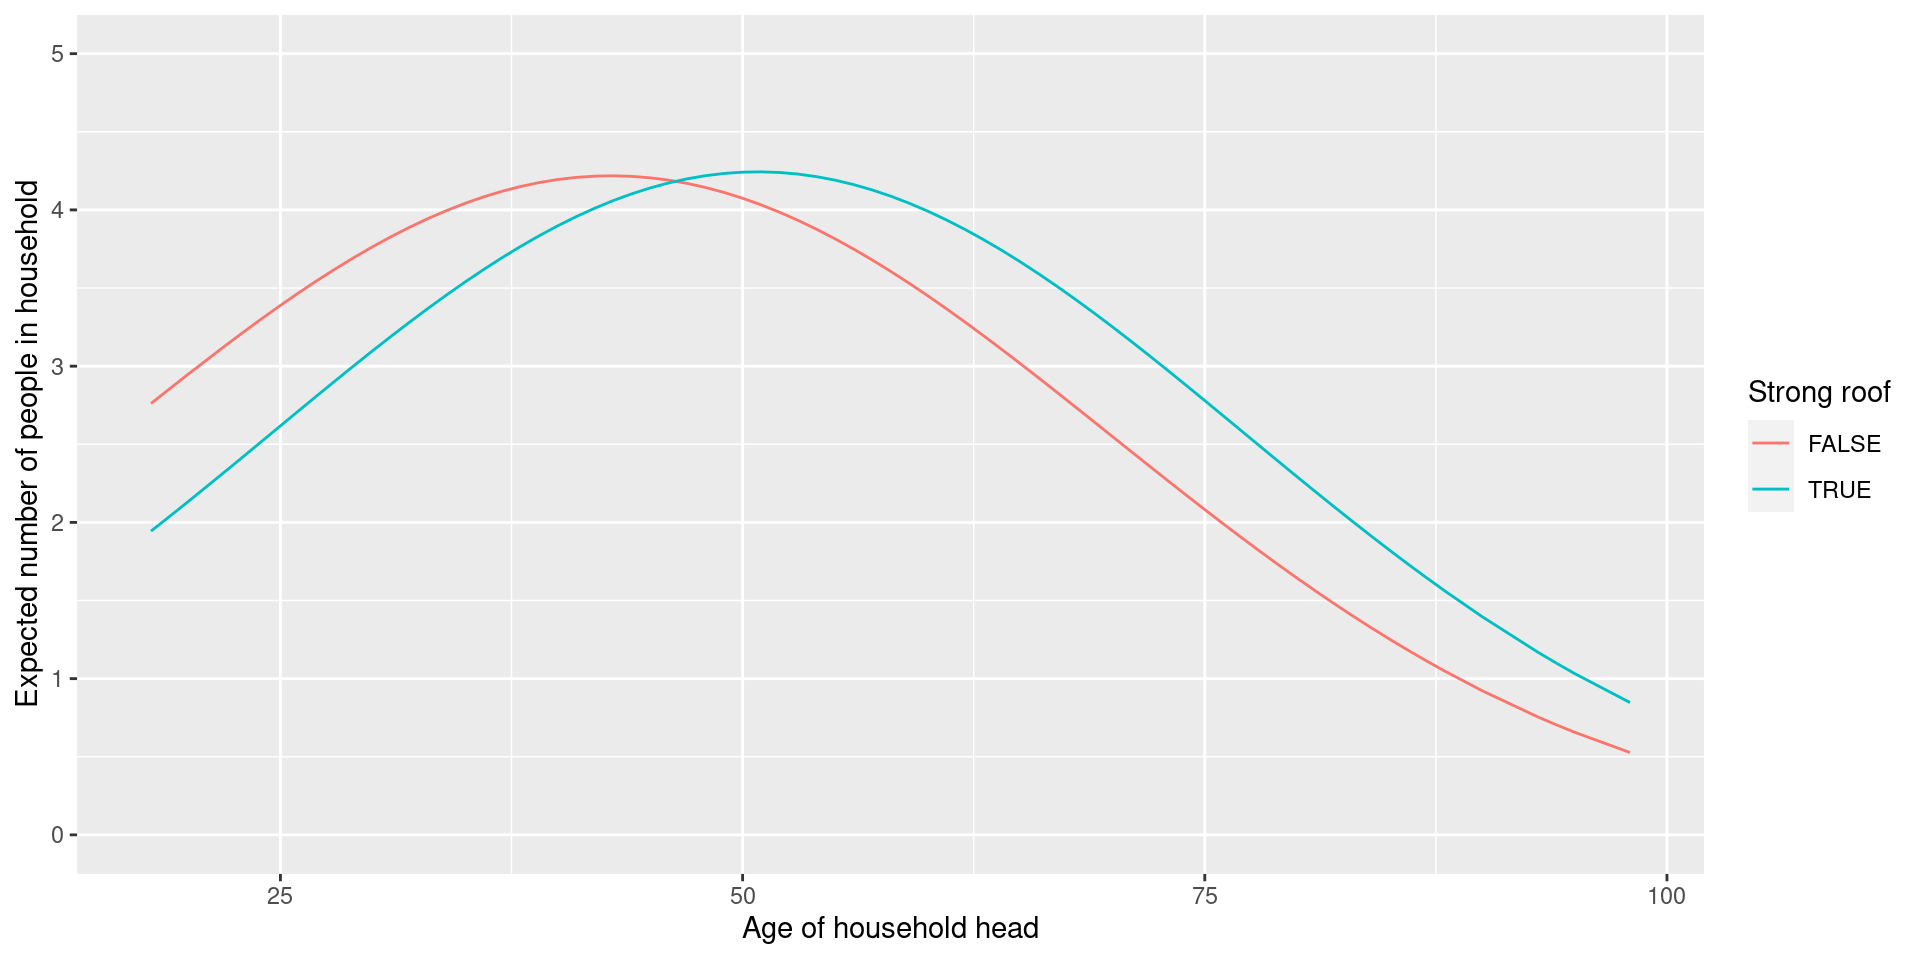 Expected number of people in household
5
4
3
2
1
0
25 50 75 100
Age of household head
Strong roof
FALSE
TRUE